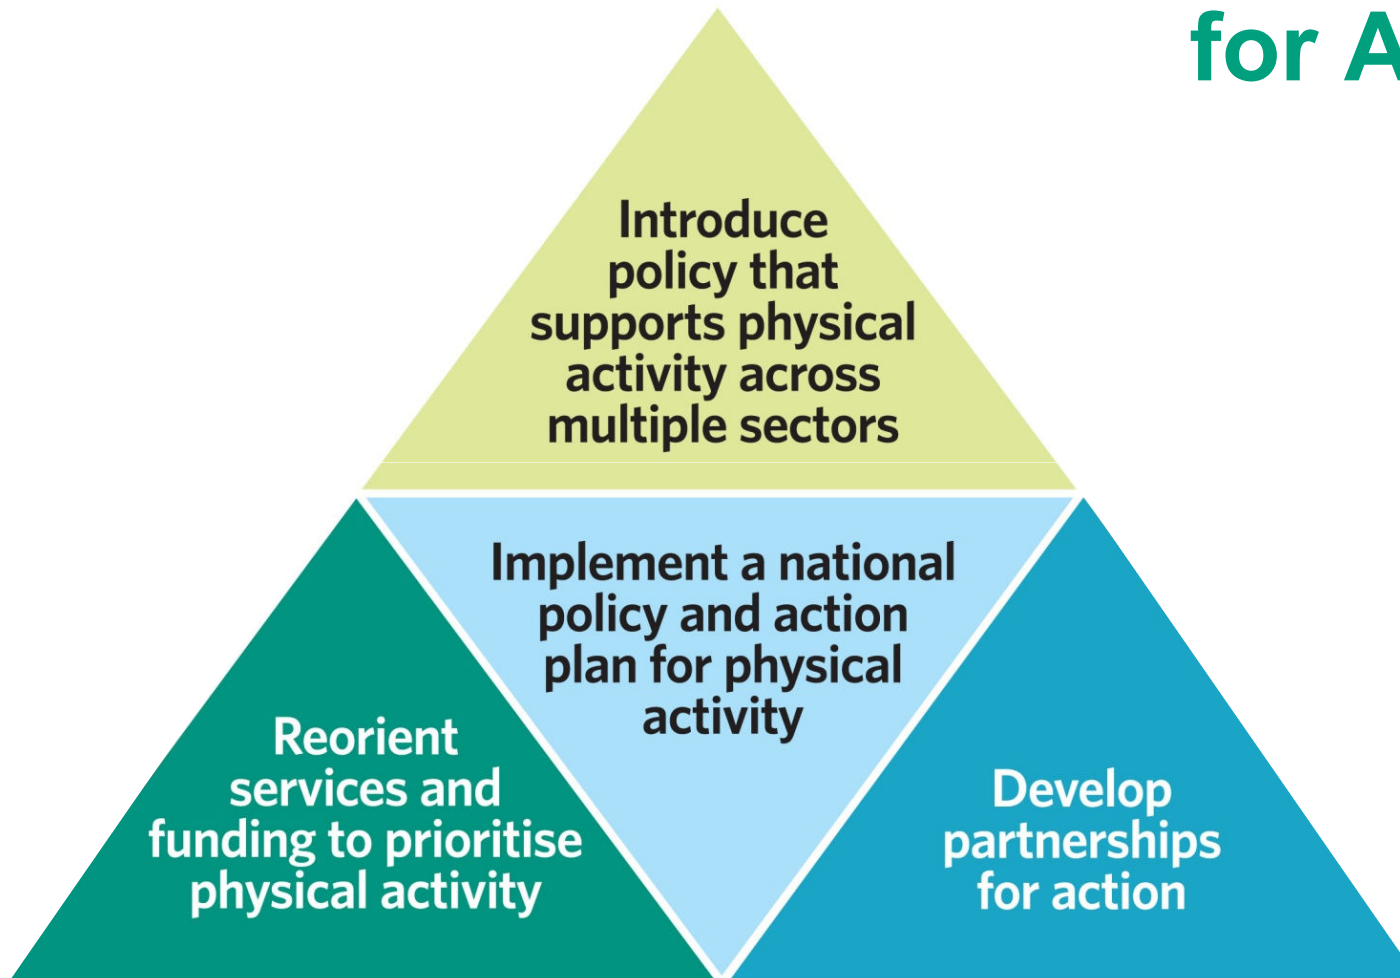 for A
Introduce
policy that
supports physical
activity across
multiple sectors
Implement a national
policy and action
plan for physical
activity
Reorient
services and
funding to prioritise
physical activity
Develop
partnerships
for action